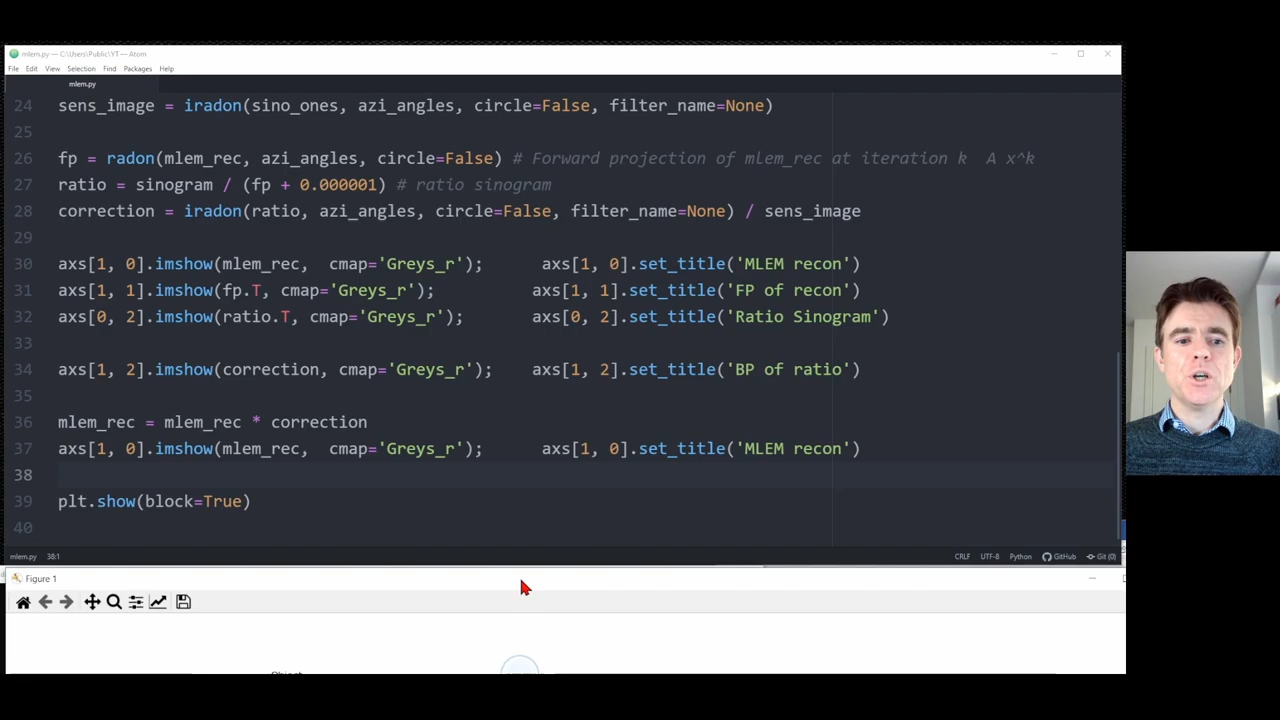 mlem.py — C:\Users\Public\YT — Atom
File Edit View Selection Find Packages Help
mlem.py
24 sens_image = iradon(sino_ones, azi_angles, circle=False, filter_name=None)
25
26 fp = radon(mlem_rec, azi_angles, circle=False) # Forward projection of mlem_rec at iteration k A x^k
27 ratio = sinogram / (fp + 0.000001) # ratio sinogram
28 correction = iradon(ratio, azi_angles, circle=False, filter_name=None) / sens_image
29
30 axs[1, 0].imshow(mlem_rec, cmap='Greys_r'); axs[1, 0].set_title('MLEM recon')
31 axs[1, 1].imshow(fp.T, cmap='Greys_r'); axs[1, 1].set_title('FP of recon')
32 axs[0, 2].imshow(ratio.T, cmap='Greys_r'); axs[0, 2].set_title('Ratio Sinogram')
33
34 axs[1, 2].imshow(correction, cmap='Greys_r'); axs[1, 2].set_title('BP of ratio')
35
36 mlem_rec = mlem_rec * correction
37 axs[1, 0].imshow(mlem_rec, cmap='Greys_r'); axs[1, 0].set_title('MLEM recon')
38
39 plt.show(block=True)
40
mlem.py 38:1 CRLF UTF-8 Python GitHub Git (0)
Figure 1
Object